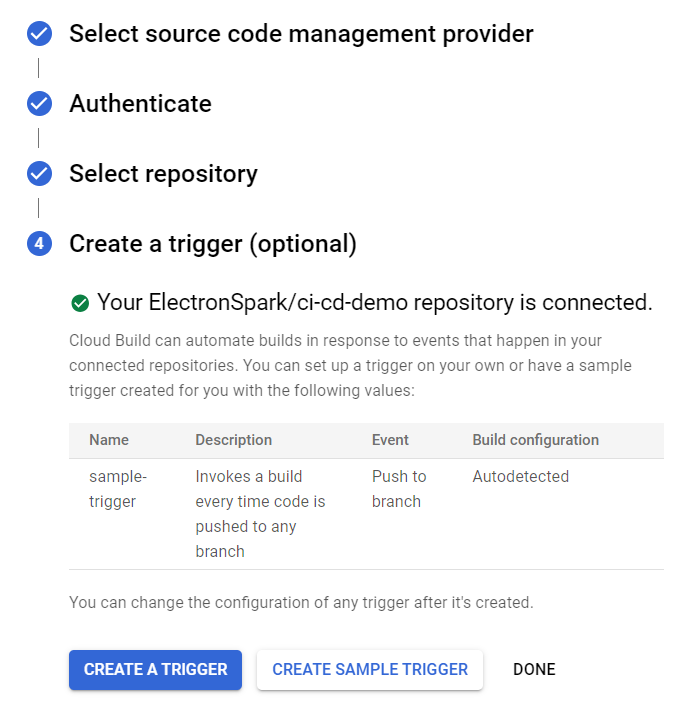 Select source code management provider
Authenticate
Select repository
4 Create a trigger (optional)
Your ElectronSpark/ci-cd-demo repository is connected.
Cloud Build can automate builds in response to events that happen in your
connected repositories. You can set up a trigger on your own or have a sample
trigger created for you with the following values:
Name Description Event Build configuration
sample- Invokes a build Push to Autodetected
trigger every time code is branch
pushed to any
branch
You can change the configuration of any trigger after it's created.
CREATE A TRIGGER CREATE SAMPLE TRIGGER DONE